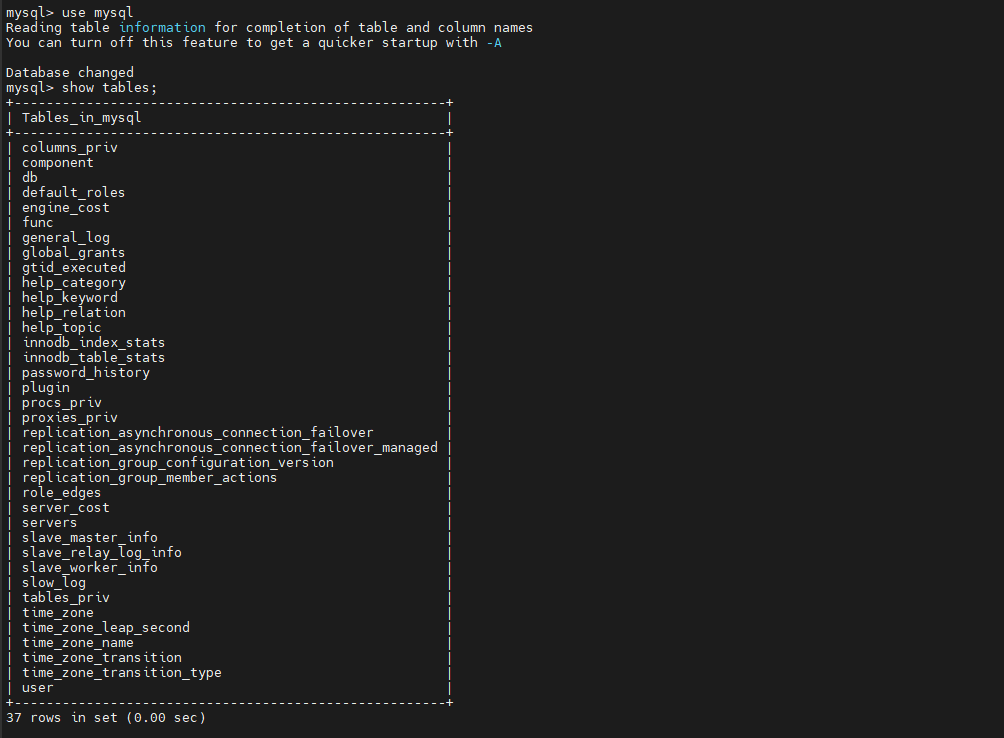 mysql> use mysql
Reading table information for completion of table and column names
You can turn off this feature to get a quicker startup with -A
Database changed
mysql> show tables;
+------------------------------------------------------+
| Tables_in_mysql                                      |
+------------------------------------------------------+
| columns_priv                                         |
| component                                            |
| db                                                   |
| default_roles                                        |
| engine_cost                                          |
| func                                                 |
| general_log                                          |
| global_grants                                        |
| gtid_executed                                        |
| help_category                                        |
| help_keyword                                         |
| help_relation                                        |
| help_topic                                           |
| innodb_index_stats                                   |
| innodb_table_stats                                   |
| password_history                                     |
| plugin                                               |
| procs_priv                                           |
| proxies_priv                                         |
| replication_asynchronous_connection_failover         |
| replication_asynchronous_connection_failover_managed |
| replication_group_configuration_version              |
| replication_group_member_actions                     |
| role_edges                                           |
| server_cost                                          |
| servers                                              |
| slave_master_info                                    |
| slave_relay_log_info                                 |
| slave_worker_info                                    |
| slow_log                                             |
| tables_priv                                          |
| time_zone                                            |
| time_zone_leap_second                                |
| time_zone_name                                       |
| time_zone_transition                                 |
| time_zone_transition_type                            |
| user                                                 |
+------------------------------------------------------+
37 rows in set (0.00 sec)